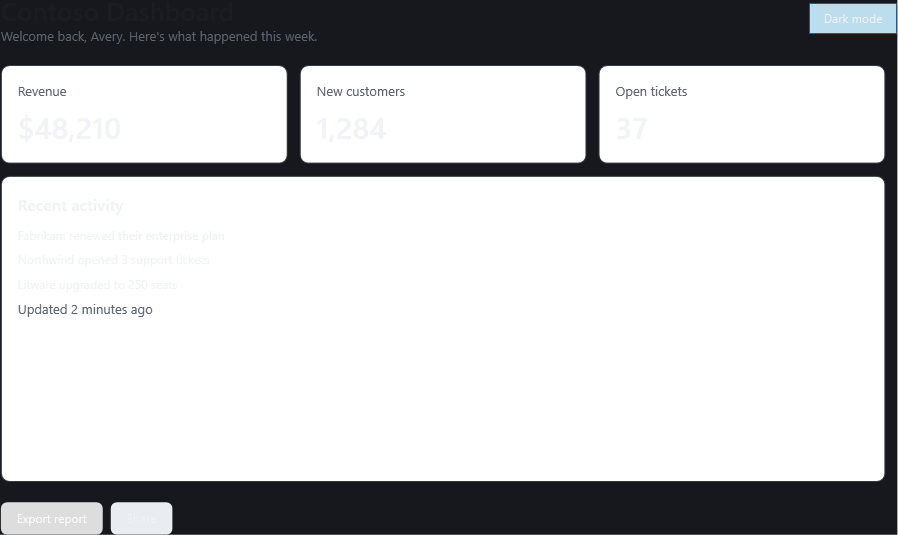 Contoso Dashboard
Dark mode
Welcome back, Avery. Here's what happened this week.
Revenue
New customers
Open tickets
$48,210
1,284
37
Recent activity
Fabrikam renewed their enterprise plan
Northwind opened 3 support tickets
Litware upgraded to 250 seats
Updated 2 minutes ago
Export report